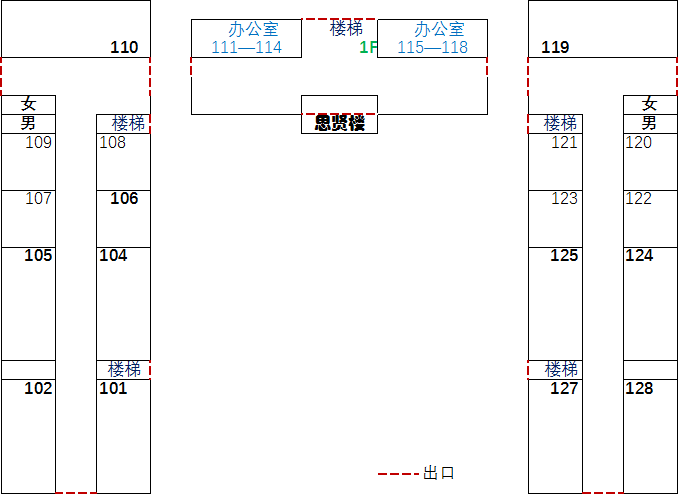 办公室
楼梯
办公室
110
111—114
1F
115—118
119
女
女
男
楼梯
思贤楼
楼梯
男
109
108
121
120
107
106
123
122
105
104
125
124
楼梯
楼梯
102
101
127
128
出口